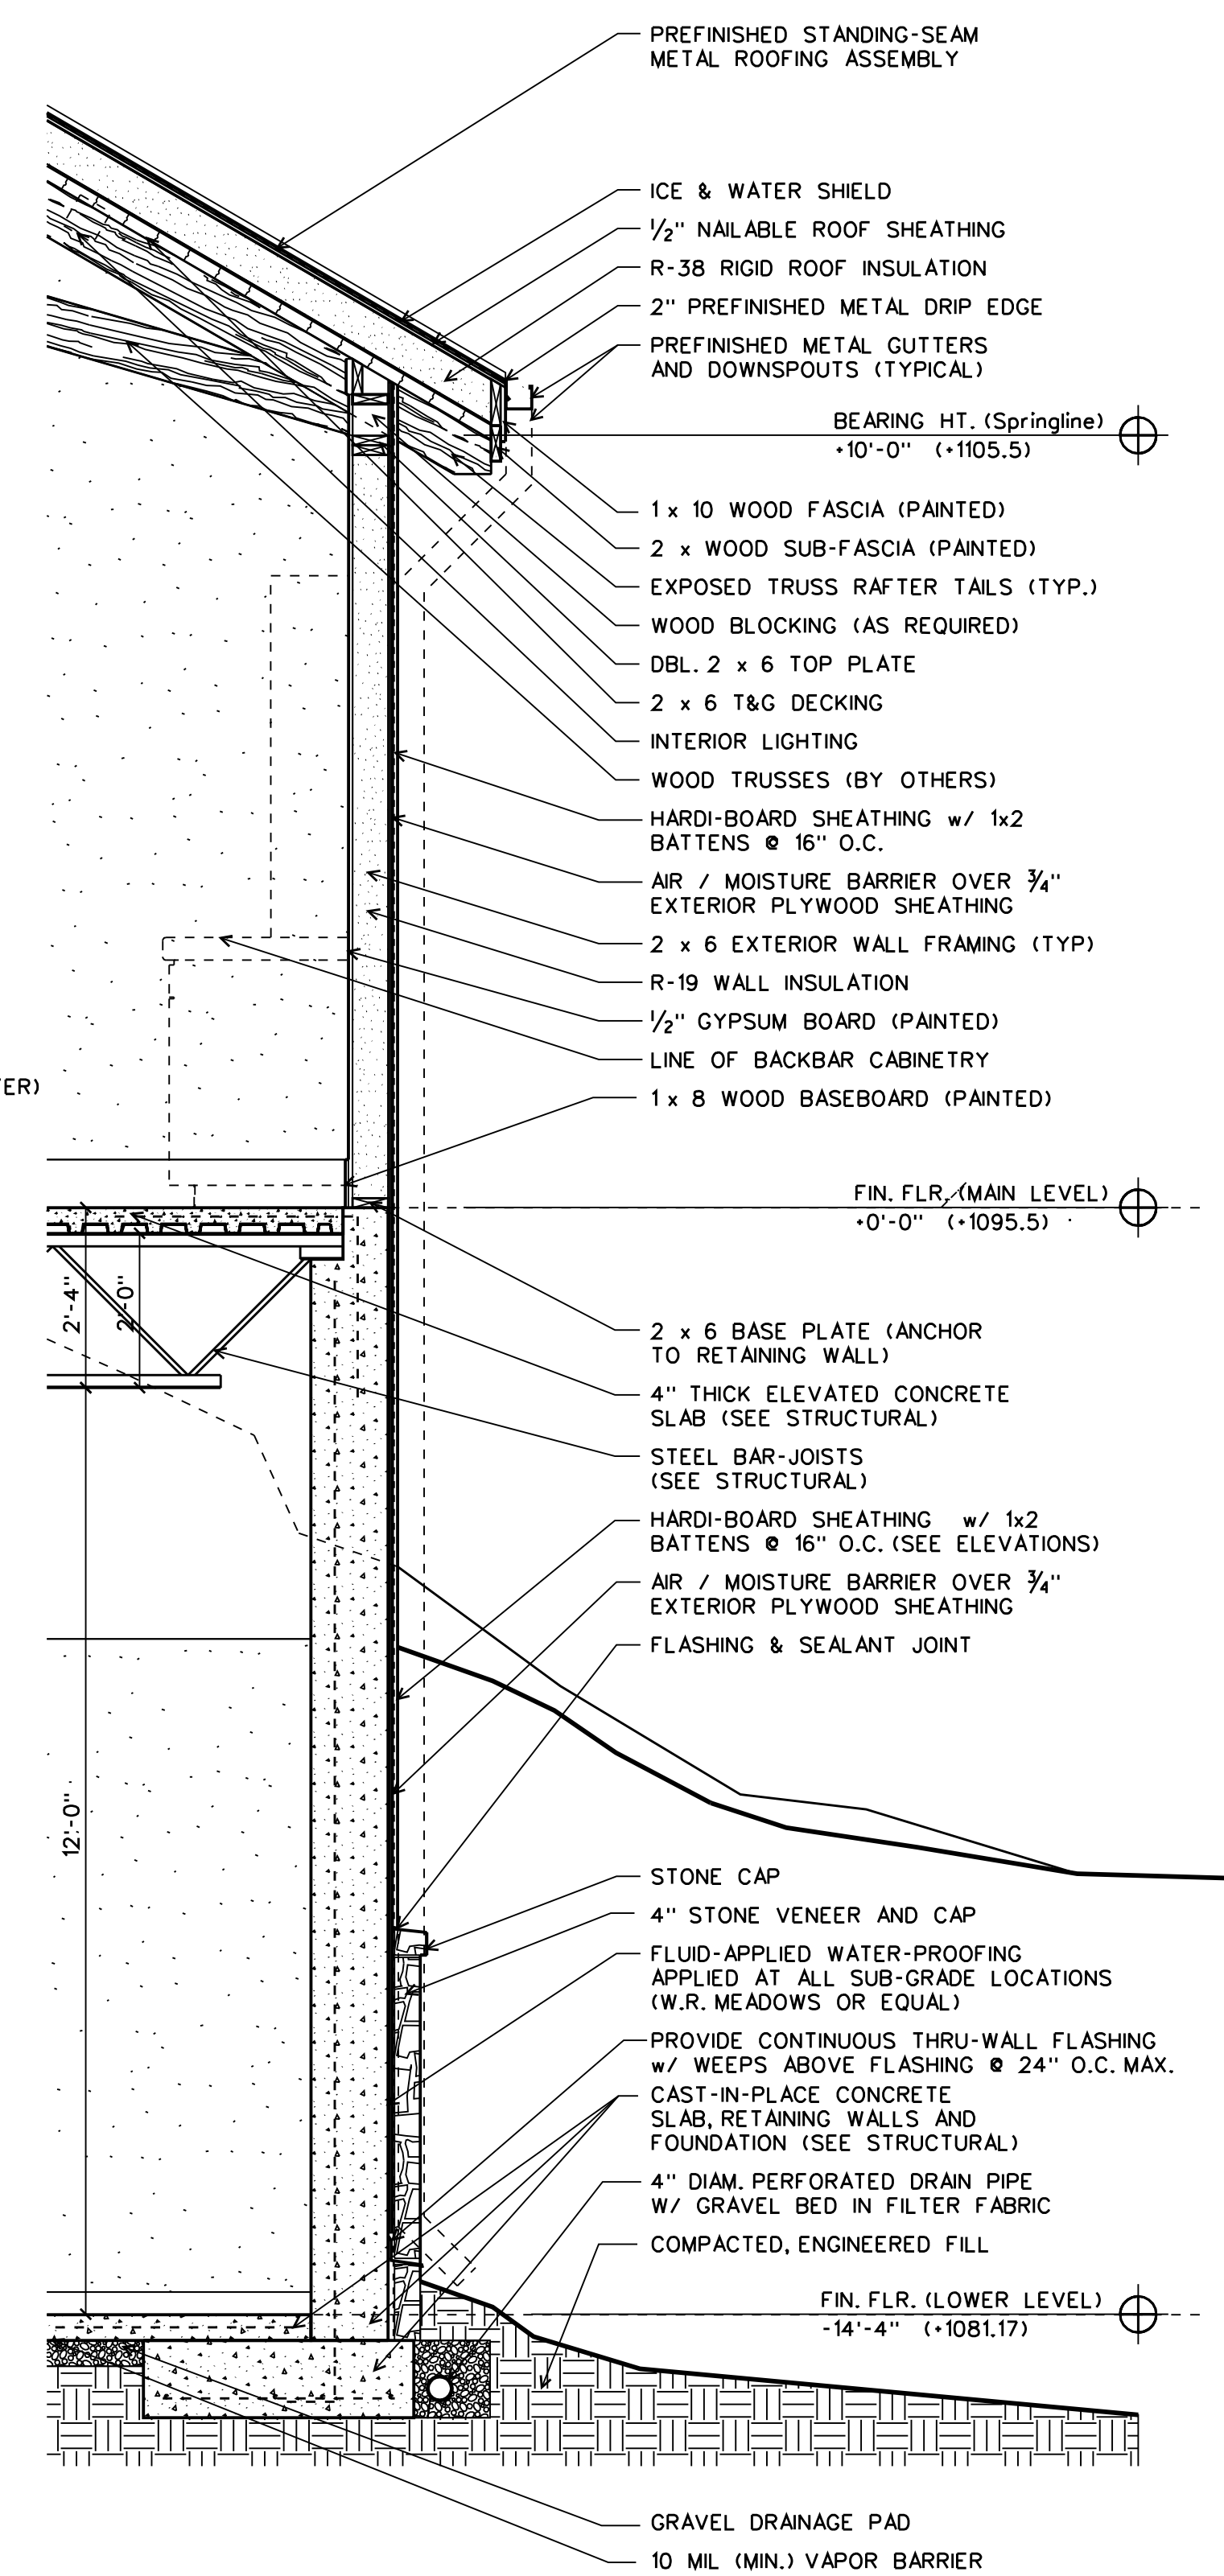 PREFINISHED STANDING-SEAM
METAL ROOFING ASSEMBLY
ICE & WATER SHIELD
1/2" NAILABLE ROOF SHEATHING
R-38 RIGID ROOF INSULATION
2" PREFINISHED METAL DRIP EDGE
PREFINISHED METAL GUTTERS
AND DOWNSPOUTS (TYPICAL)
BEARING HT. (Springline)
+10'-0" (+1105.5)
1 x 10 WOOD FASCIA (PAINTED)
2 x WOOD SUB-FASCIA (PAINTED)
EXPOSED TRUSS RAFTER TAILS (TYP.)
WOOD BLOCKING (AS REQUIRED)
DBL. 2 x 6 TOP PLATE
2 x 6 T&G DECKING
INTERIOR LIGHTING
WOOD TRUSSES (BY OTHERS)
HARDI-BOARD SHEATHING w/ 1x2
BATTENS @ 16" O.C.
AIR / MOISTURE BARRIER OVER 3/4"
EXTERIOR PLYWOOD SHEATHING
2 x 6 EXTERIOR WALL FRAMING (TYP)
R-19 WALL INSULATION
1/2" GYPSUM BOARD (PAINTED)
LINE OF BACKBAR CABINETRY
ER)
1 x 8 WOOD BASEBOARD (PAINTED)
FIN. FLR. (MAIN LEVEL)
+0'-0" (+1095.5)
2'-4"
2'-0"
2 x 6 BASE PLATE (ANCHOR
TO RETAINING WALL)
4" THICK ELEVATED CONCRETE
SLAB (SEE STRUCTURAL)
STEEL BAR-JOISTS
(SEE STRUCTURAL)
HARDI-BOARD SHEATHING w/ 1x2
BATTENS @ 16" O.C. (SEE ELEVATIONS)
AIR / MOISTURE BARRIER OVER 3/4"
EXTERIOR PLYWOOD SHEATHING
FLASHING & SEALANT JOINT
12'-0"
STONE CAP
4" STONE VENEER AND CAP
FLUID-APPLIED WATER-PROOFING
APPLIED AT ALL SUB-GRADE LOCATIONS
(W.R. MEADOWS OR EQUAL)
PROVIDE CONTINUOUS THRU-WALL FLASHING
w/ WEEPS ABOVE FLASHING @ 24" O.C. MAX.
CAST-IN-PLACE CONCRETE
SLAB, RETAINING WALLS AND
FOUNDATION (SEE STRUCTURAL)
4" DIAM. PERFORATED DRAIN PIPE
W/ GRAVEL BED IN FILTER FABRIC
COMPACTED, ENGINEERED FILL
FIN. FLR. (LOWER LEVEL)
-14'-4" (+1081.17)
GRAVEL DRAINAGE PAD
10 MIL (MIN.) VAPOR BARRIER